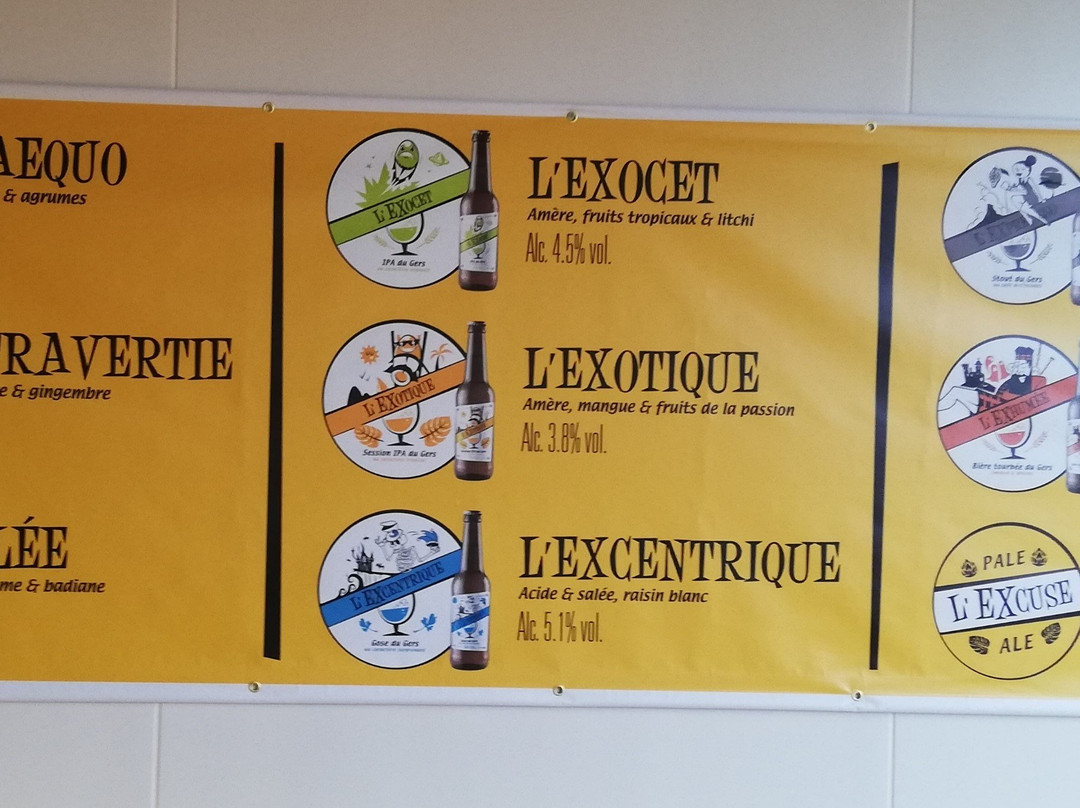 AEQUO
& agrumes
RAVERTIE
e & gingembre
LÉE
me & badiane
L'EXOCET
IPA du Gers
L'EXOCET
Amère, fruits tropicaux & litchi
Alc. 4.5% vol.
L'EXOTIQUE
Session IPA du Gers
L'EXOTIQUE
Amère, mangue & fruits de la passion
Alc. 3.8% vol.
L'EXCENTRIQUE
Gose du Gers
L'EXCENTRIQUE
Acide & salée, raisin blanc
Alc. 5.1% vol.
Stout du Gers
L'EXHUMÉE
Bière tourbée du Gers
PALE
L'EXCUSE
ALE